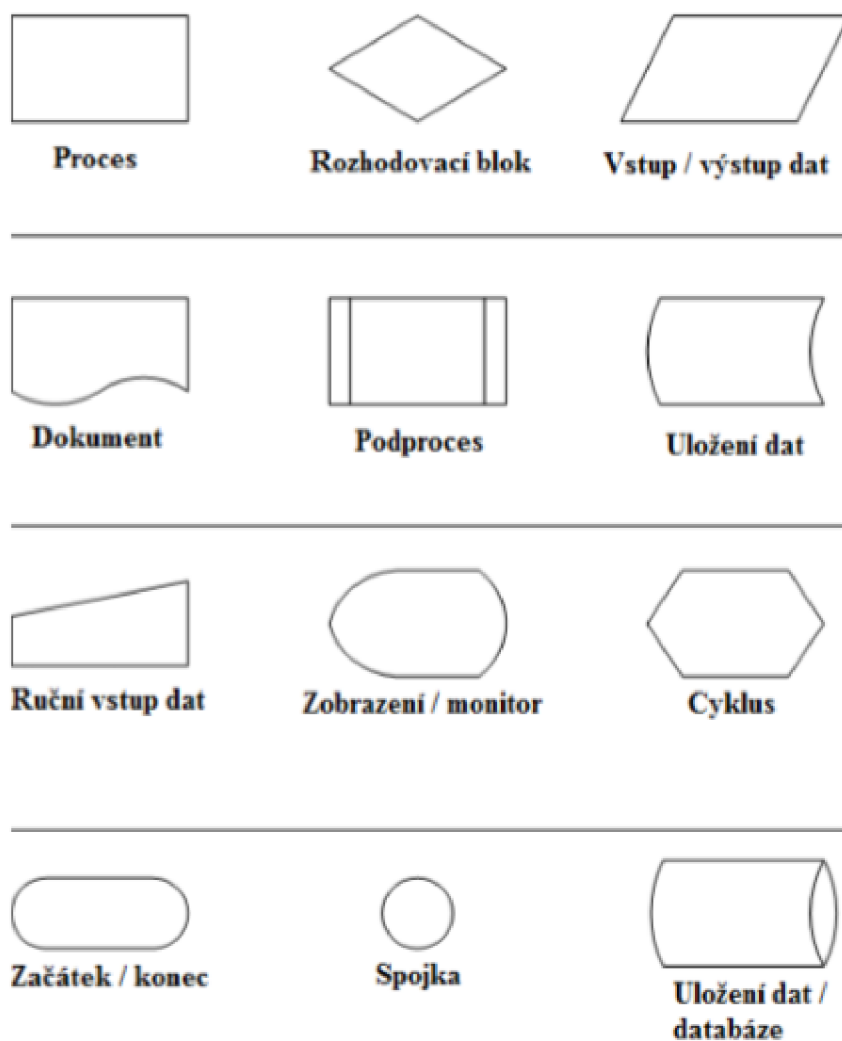 Proces
Rozhodovací blok
Vstup / výstup dat
Dokument
Podproces
Uložení dat
Ruční vstup dat
Zobrazení / monitor
Cyklus
Začátek / konec
Spojka
Uložení dat /
databáze